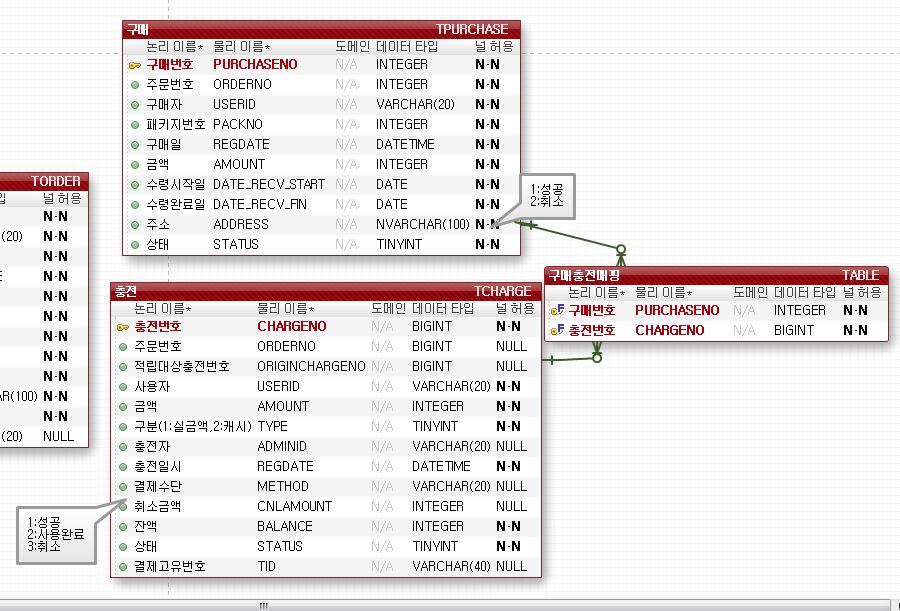 구매 TPURCHASE
논리 이름* 물리 이름* 도메인 데이터 타입 널 허용
구매번호 PURCHASENO N/A INTEGER N·N
주문번호 ORDERNO N/A INTEGER N·N
구매자 USERID N/A VARCHAR(20) N·N
패키지번호 PACKNO N/A INTEGER N·N
구매일 REGDATE N/A DATETIME N·N
금액 AMOUNT N/A INTEGER N·N
수령시작일 DATE_RECV_START N/A DATE N·N
수령완료일 DATE_RECV_FIN N/A DATE N·N
주소 ADDRESS N/A NVARCHAR(100) N·N
상태 STATUS N/A TINYINT N·N
1:성공
2:취소
TORDER
입 널 허용
N·N
(20) N·N
N·N
E N·N
N·N
N·N
N·N
N·N
AR(100) N·N
N·N
(20) NULL
충전 TCHARGE
논리 이름* 물리 이름* 도메인 데이터 타입 널 허용
충전번호 CHARGENO N/A BIGINT N·N
주문번호 ORDERNO N/A BIGINT NULL
적립대상충전번호 ORIGINCHARGENO N/A BIGINT NULL
사용자 USERID N/A VARCHAR(20) N·N
금액 AMOUNT N/A INTEGER N·N
구분(1:실금액,2:캐시) TYPE N/A TINYINT N·N
충전자 ADMINID N/A VARCHAR(20) NULL
충전일시 REGDATE N/A DATETIME N·N
결제수단 METHOD N/A VARCHAR(20) NULL
취소금액 CNLAMOUNT N/A INTEGER NULL
잔액 BALANCE N/A INTEGER N·N
상태 STATUS N/A TINYINT N·N
결제고유번호 TID N/A VARCHAR(40) NULL
1:성공
2:사용완료
3:취소
구매충전매핑 TABLE
논리 이름* 물리 이름* 도메인 데이터 타입 널 허용
F 구매번호 PURCHASENO N/A INTEGER N·N
F 충전번호 CHARGENO N/A BIGINT N·N